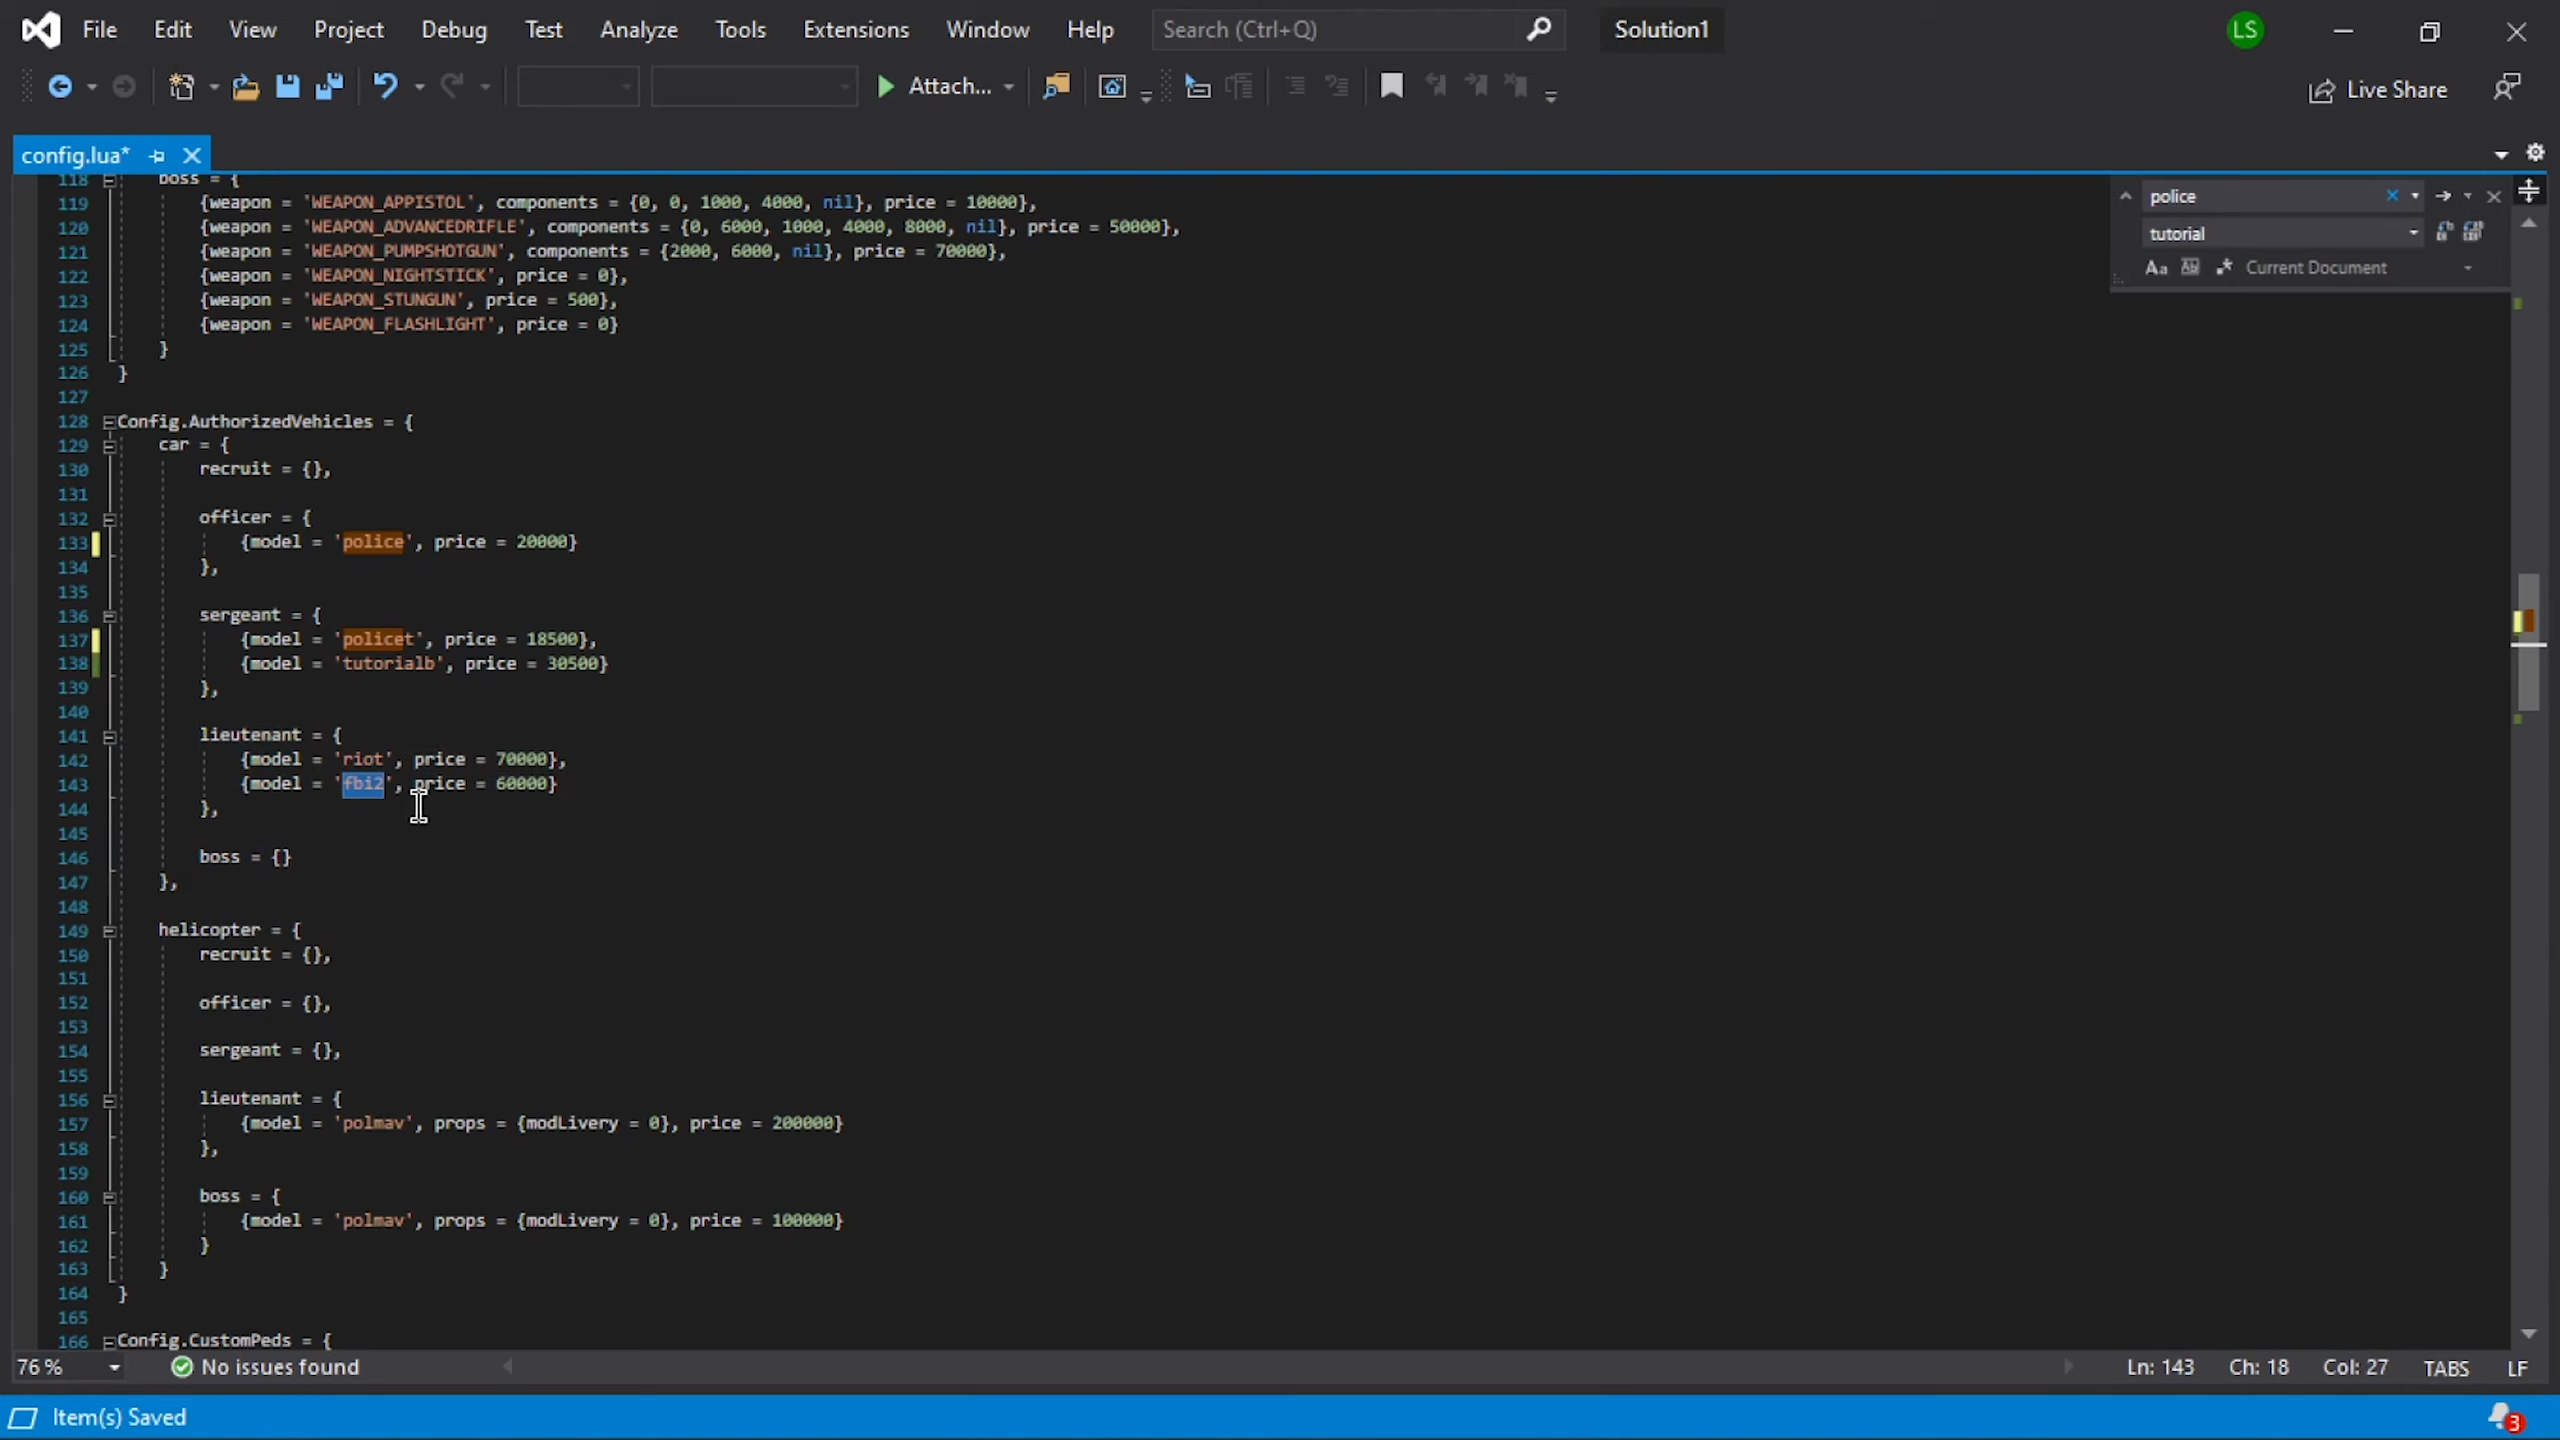 File Edit View Project Debug Test Analyze Tools Extensions Window Help Search (Ctrl+Q) Solution1 LS
Attach... Live Share
config.lua*
police
tutorial
Aa Ab Current Document
118 boss = {
119 {weapon = 'WEAPON_APPISTOL', components = {0, 0, 1000, 4000, nil}, price = 10000},
120 {weapon = 'WEAPON_ADVANCEDRIFLE', components = {0, 6000, 1000, 4000, 8000, nil}, price = 50000},
121 {weapon = 'WEAPON_PUMPSHOTGUN', components = {2000, 6000, nil}, price = 70000},
122 {weapon = 'WEAPON_NIGHTSTICK', price = 0},
123 {weapon = 'WEAPON_STUNGUN', price = 500},
124 {weapon = 'WEAPON_FLASHLIGHT', price = 0}
125 }
126 }
127
128 Config.AuthorizedVehicles = {
129 car = {
130 recruit = {},
131
132 officer = {
133 {model = 'police', price = 20000}
134 },
135
136 sergeant = {
137 {model = 'policet', price = 18500},
138 {model = 'tutorialb', price = 30500}
139 },
140
141 lieutenant = {
142 {model = 'riot', price = 70000},
143 {model = 'fbi2', price = 60000}
144 },
145
146 boss = {}
147 },
148
149 helicopter = {
150 recruit = {},
151
152 officer = {},
153
154 sergeant = {},
155
156 lieutenant = {
157 {model = 'polmav', props = {modLivery = 0}, price = 200000}
158 },
159
160 boss = {
161 {model = 'polmav', props = {modLivery = 0}, price = 100000}
162 }
163 }
164 }
165
166 Config.CustomPeds = {
76 % No issues found Ln: 143 Ch: 18 Col: 27 TABS LF
Item(s) Saved 3